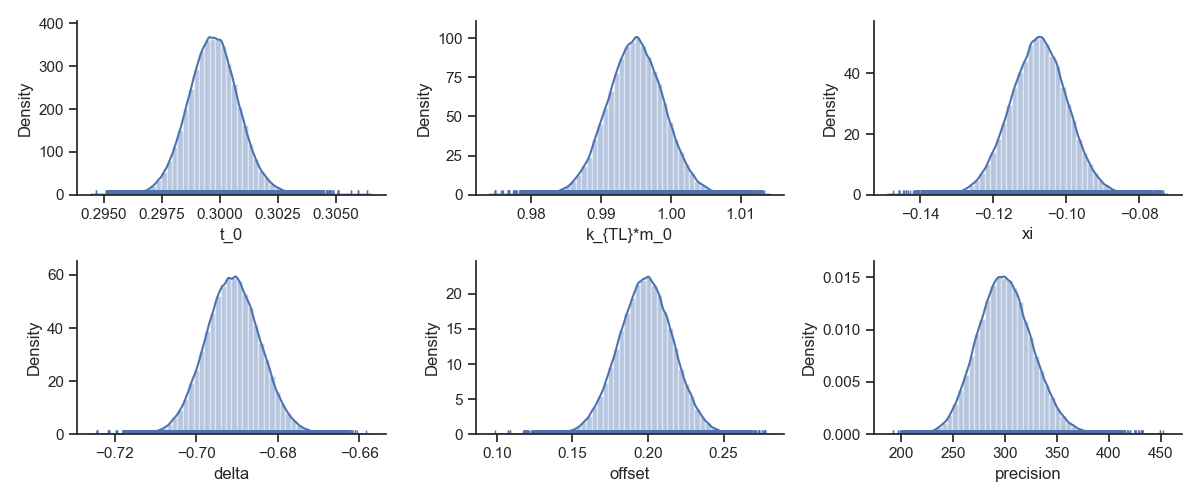 Density
400
300
200
100
0
0.2950 0.2975 0.3000 0.3025 0.3050
t_0
Density
100
75
50
25
0
0.98 0.99 1.00 1.01
k_{TL}*m_0
Density
40
20
0
−0.14 −0.12 −0.10 −0.08
xi
Density
60
40
20
0
−0.72 −0.70 −0.68 −0.66
delta
Density
20
15
10
5
0
0.10 0.15 0.20 0.25
offset
Density
0.015
0.010
0.005
0.000
200 250 300 350 400 450
precision